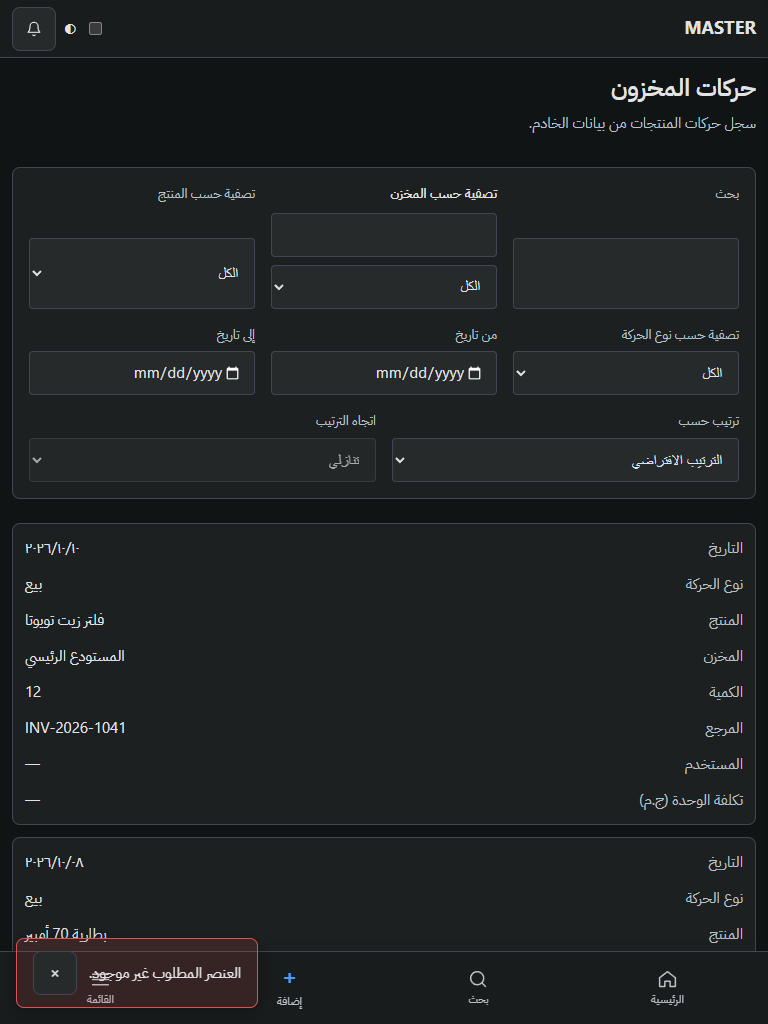 MASTER
حركات المخزون
سجل حركات المنتجات من بيانات الخادم.
بحث
تصفية حسب المخزن
تصفية حسب المنتج
الكل
الكل
تصفية حسب نوع الحركة
من تاريخ
إلى تاريخ
الكل
mm/dd/yyyy
mm/dd/yyyy
ترتيب حسب
اتجاه الترتيب
الترتيب الافتراضي
تنازلي
التاريخ
٢٠٢٦/١٠/١٠
نوع الحركة
بيع
المنتج
فلتر زيت تويوتا
المخزن
المستودع الرئيسي
الكمية
12
المرجع
INV-2026-1041
المستخدم
—
تكلفة الوحدة (ج.م)
—
التاريخ
٢٠٢٦/١٠/٠٨
نوع الحركة
بيع
المنتج
بطارية 70 أمبير
العنصر المطلوب غير موجود.
×
الرئيسية
بحث
+
إضافة
القائمة